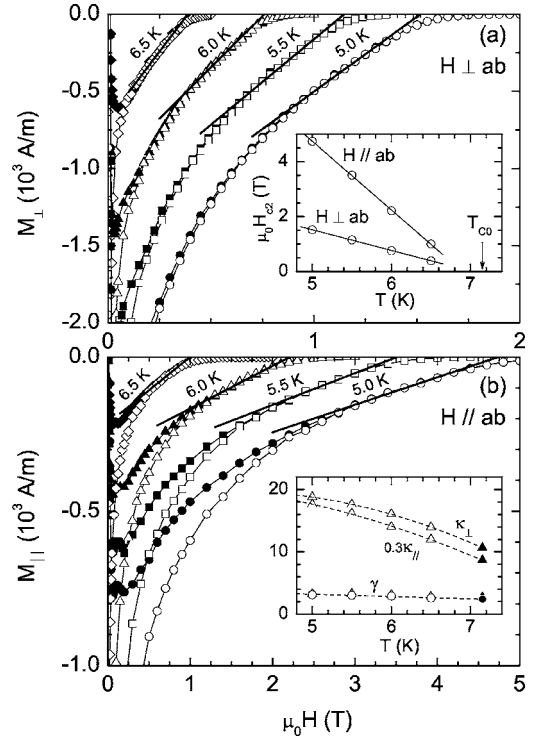 0.0
-0.5
-1.0
-1.5
-2.0
M⊥ (10³ A/m)
6.5 K
6.0 K
5.5 K
5.0 K
(a)
H ⊥ ab
4
2
0
μ₀H_c2 (T)
H // ab
H ⊥ ab
T_C0
5 6 7
T (K)
0 1 2
0.0
-0.5
-1.0
M|| (10³ A/m)
6.5 K
6.0 K
5.5 K
5.0 K
(b)
H // ab
20
10
0
κ⊥
0.3κ//
γ
5 6 7
T (K)
0 1 2 3 4 5
μ₀H (T)